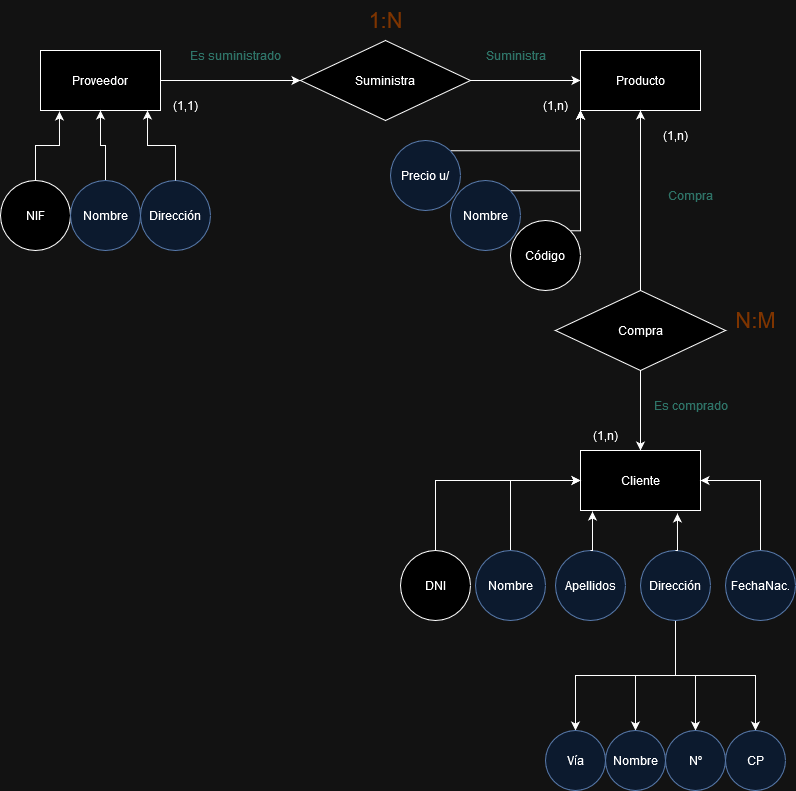 1:N
Es suministrado
Suministra
Proveedor
Suministra
Producto
(1,1)
(1,n)
(1,n)
Precio u/
Compra
NIF
Nombre
Dirección
Nombre
Código
Compra
N:M
Es comprado
(1,n)
Cliente
DNI
Nombre
Apellidos
Dirección
FechaNac.
Vía
Nombre
Nº
CP